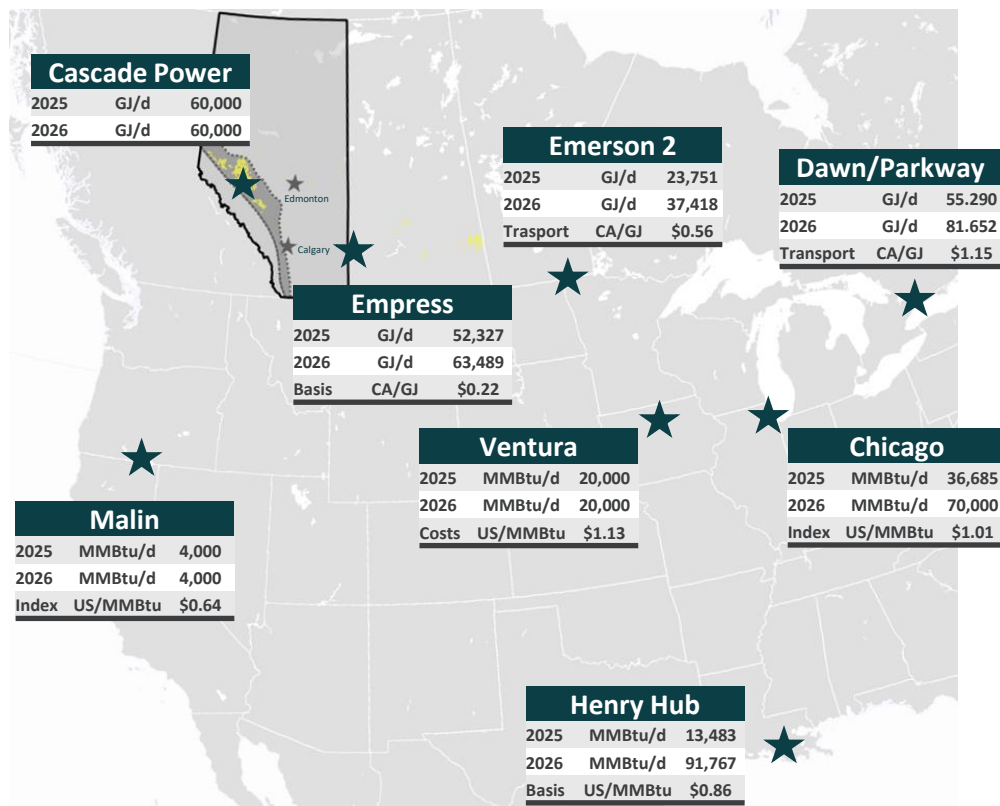 Cascade Power
2025 GJ/d 60,000
2026 GJ/d 60,000
Edmonton
Calgary
Emerson 2
2025 GJ/d 23,751
2026 GJ/d 37,418
Trasport CA/GJ $0.56
Dawn/Parkway
2025 GJ/d 55.290
2026 GJ/d 81.652
Transport CA/GJ $1.15
Empress
2025 GJ/d 52,327
2026 GJ/d 63,489
Basis CA/GJ $0.22
Ventura
2025 MMBtu/d 20,000
2026 MMBtu/d 20,000
Costs US/MMBtu $1.13
Chicago
2025 MMBtu/d 36,685
2026 MMBtu/d 70,000
Index US/MMBtu $1.01
Malin
2025 MMBtu/d 4,000
2026 MMBtu/d 4,000
Index US/MMBtu $0.64
Henry Hub
2025 MMBtu/d 13,483
2026 MMBtu/d 91,767
Basis US/MMBtu $0.86